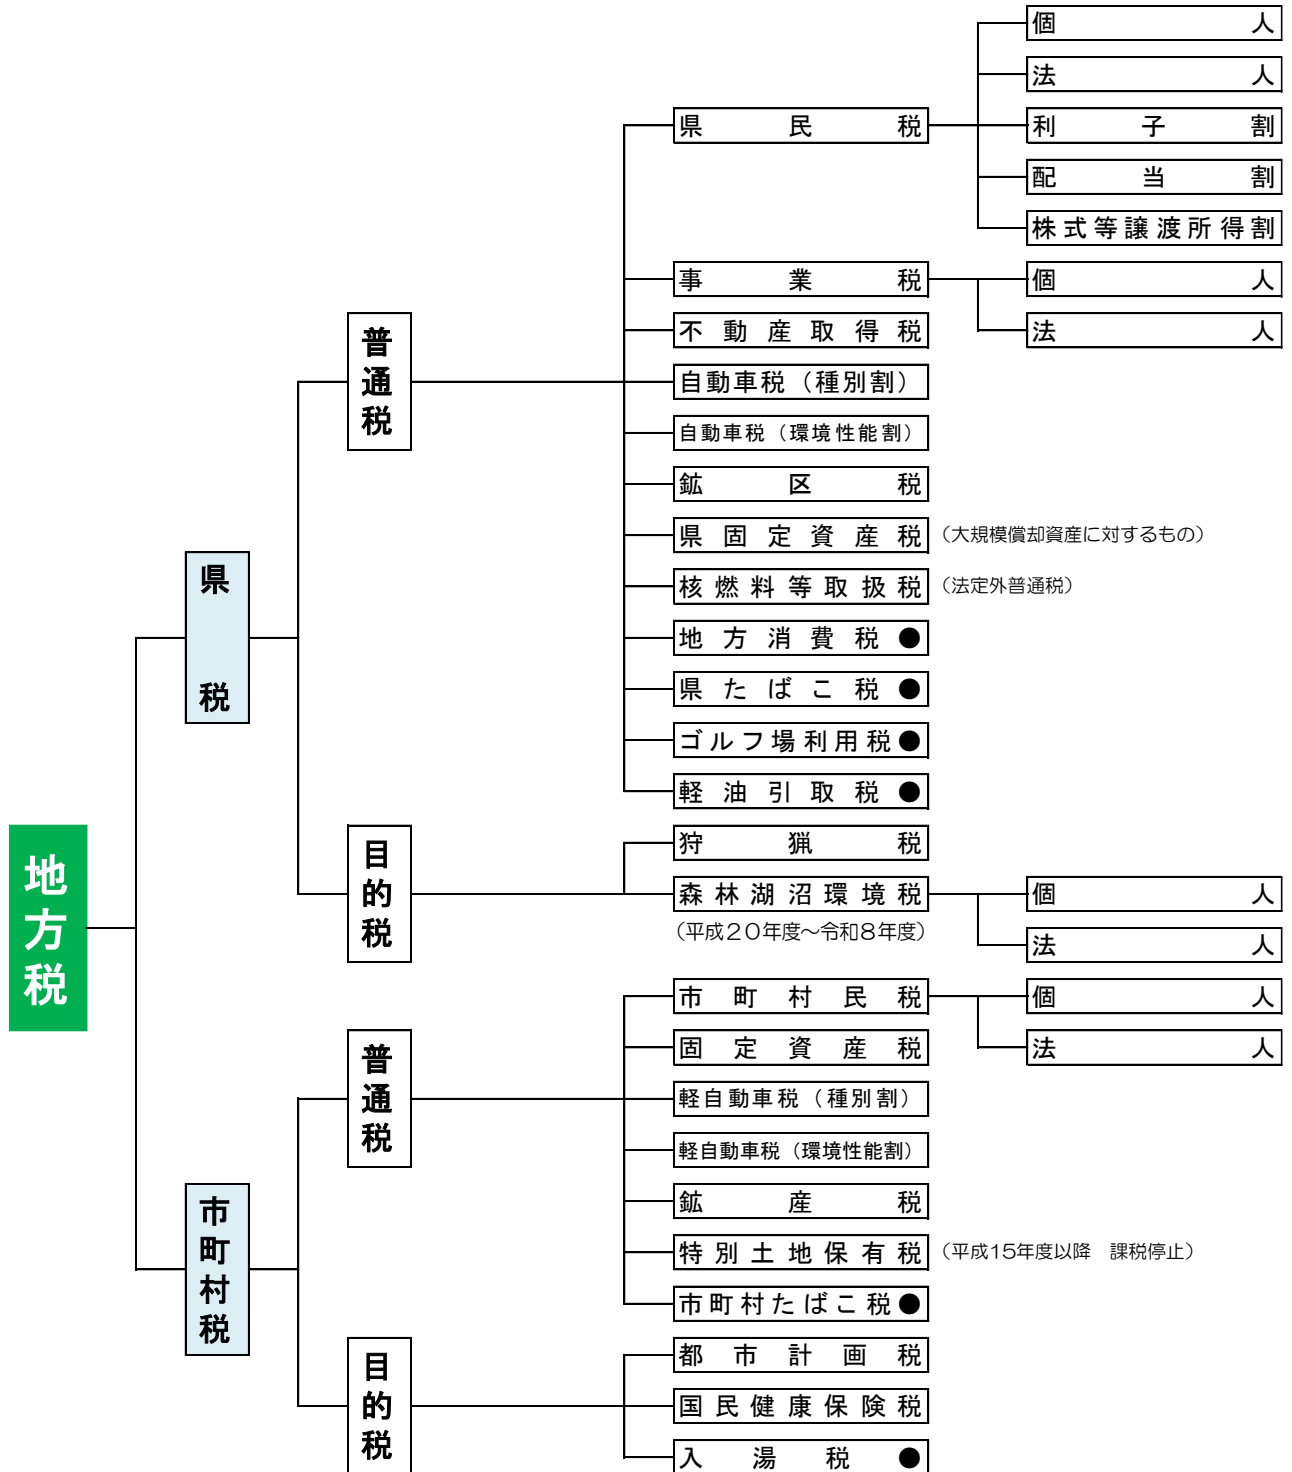 地方税
県税
普通税
県民税
個人
法人
利子割
配当割
株式等譲渡所得割
事業税
個人
法人
不動産取得税
自動車税（種別割）
自動車税（環境性能割）
鉱区税
県固定資産税（大規模償却資産に対するもの）
核燃料等取扱税（法定外普通税）
地方消費税●
県たばこ税●
ゴルフ場利用税●
軽油引取税●
目的税
狩猟税
森林湖沼環境税
（平成２０年度～令和８年度）
個人
法人
市町村税
普通税
市町村民税
個人
法人
固定資産税
軽自動車税（種別割）
軽自動車税（環境性能割）
鉱産税
特別土地保有税（平成15年度以降　課税停止）
市町村たばこ税●
目的税
都市計画税
国民健康保険税
入湯税●